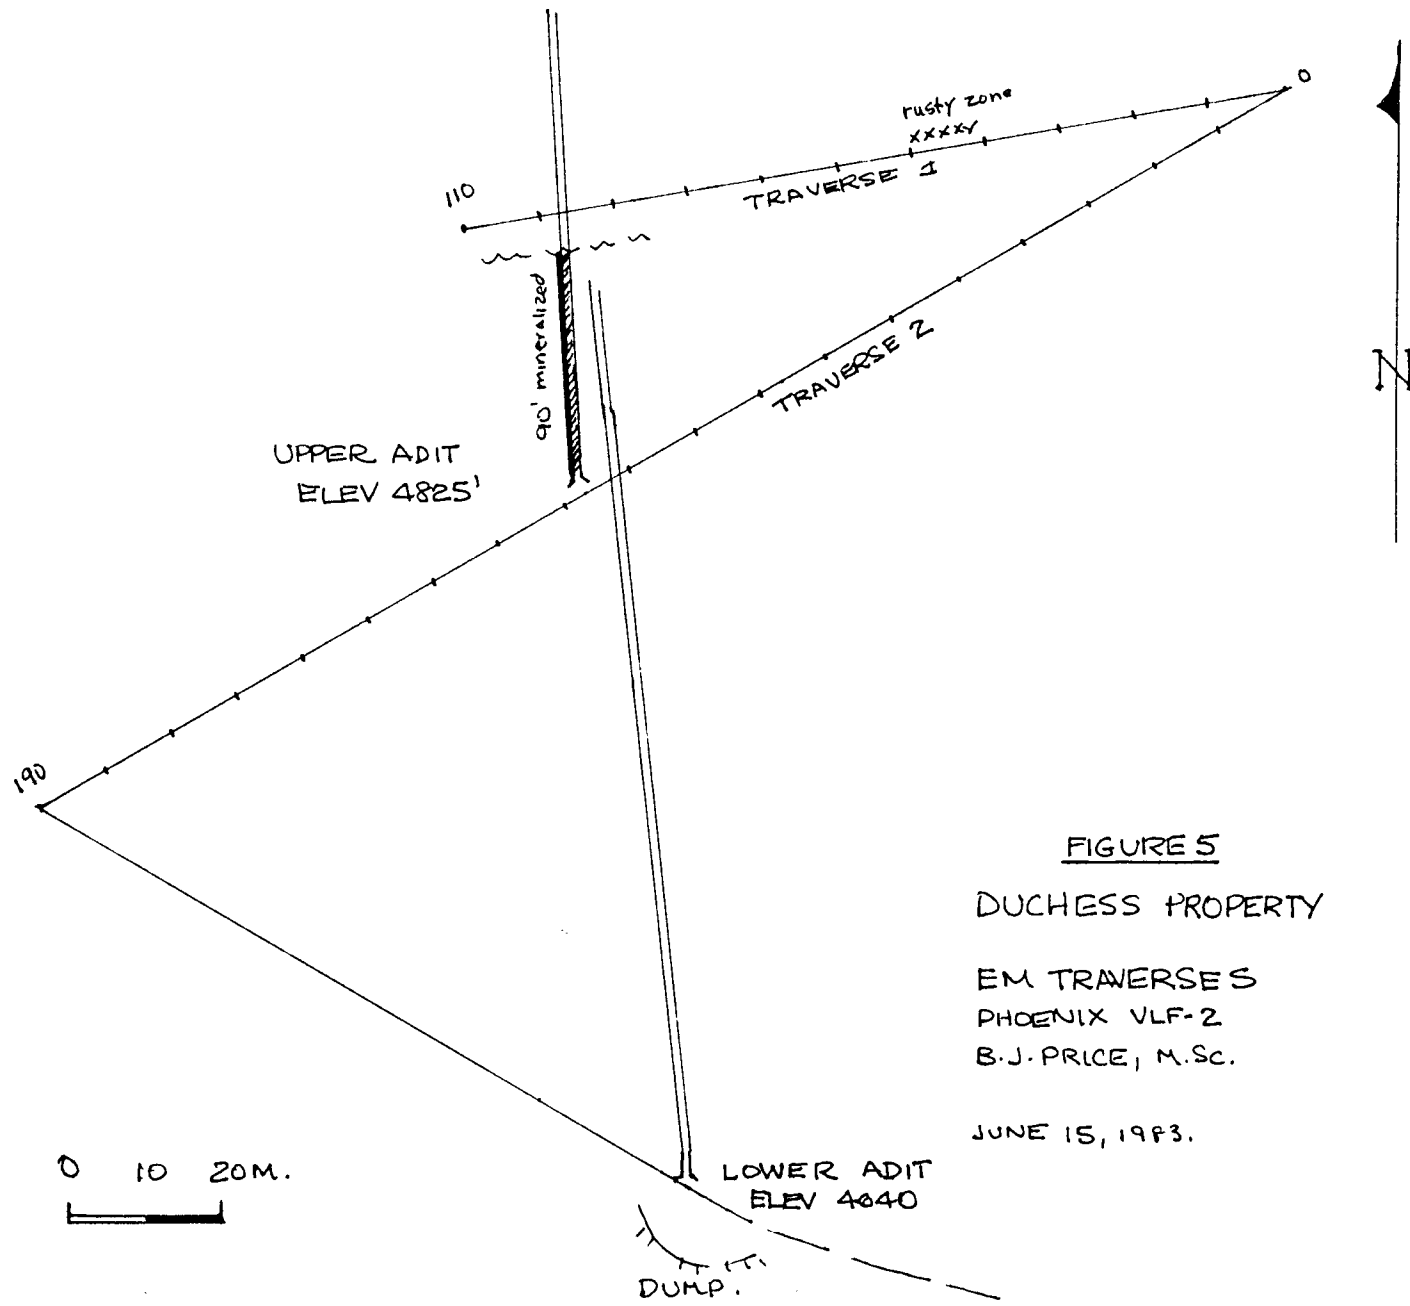 0
rusty zone
xxxxx
110
TRAVERSE 1
90' mineralized
TRAVERSE 2
N
UPPER ADIT
ELEV 4825'
190
FIGURE 5
DUCHESS PROPERTY
EM TRAVERSES
PHOENIX VLF-2
B.J. PRICE, M.Sc.
JUNE 15, 1983.
0 10 20M.
LOWER ADIT
ELEV 4640
DUMP.